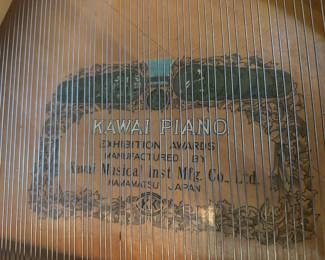 KAWAI PIANO
EXHIBITION AWARDS
MANUFACTURED BY
Kawai Musical Inst Mfg. Co., Ltd.
HAMAMATSU JAPAN